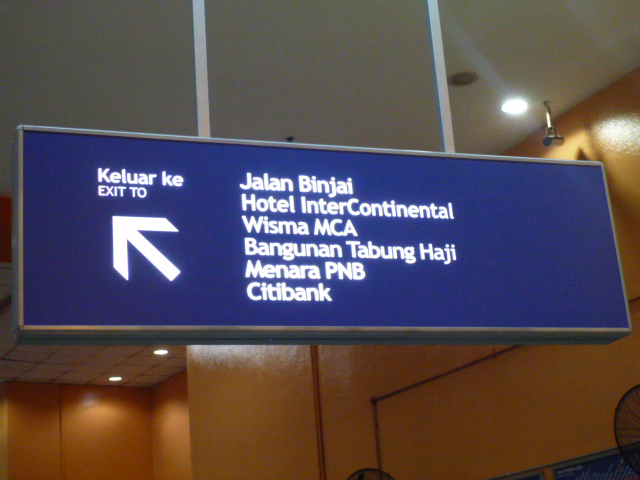 Keluar ke
EXIT TO
Jalan Binjai
Hotel InterContinental
Wisma MCA
Bangunan Tabung Haji
Menara PNB
Citibank